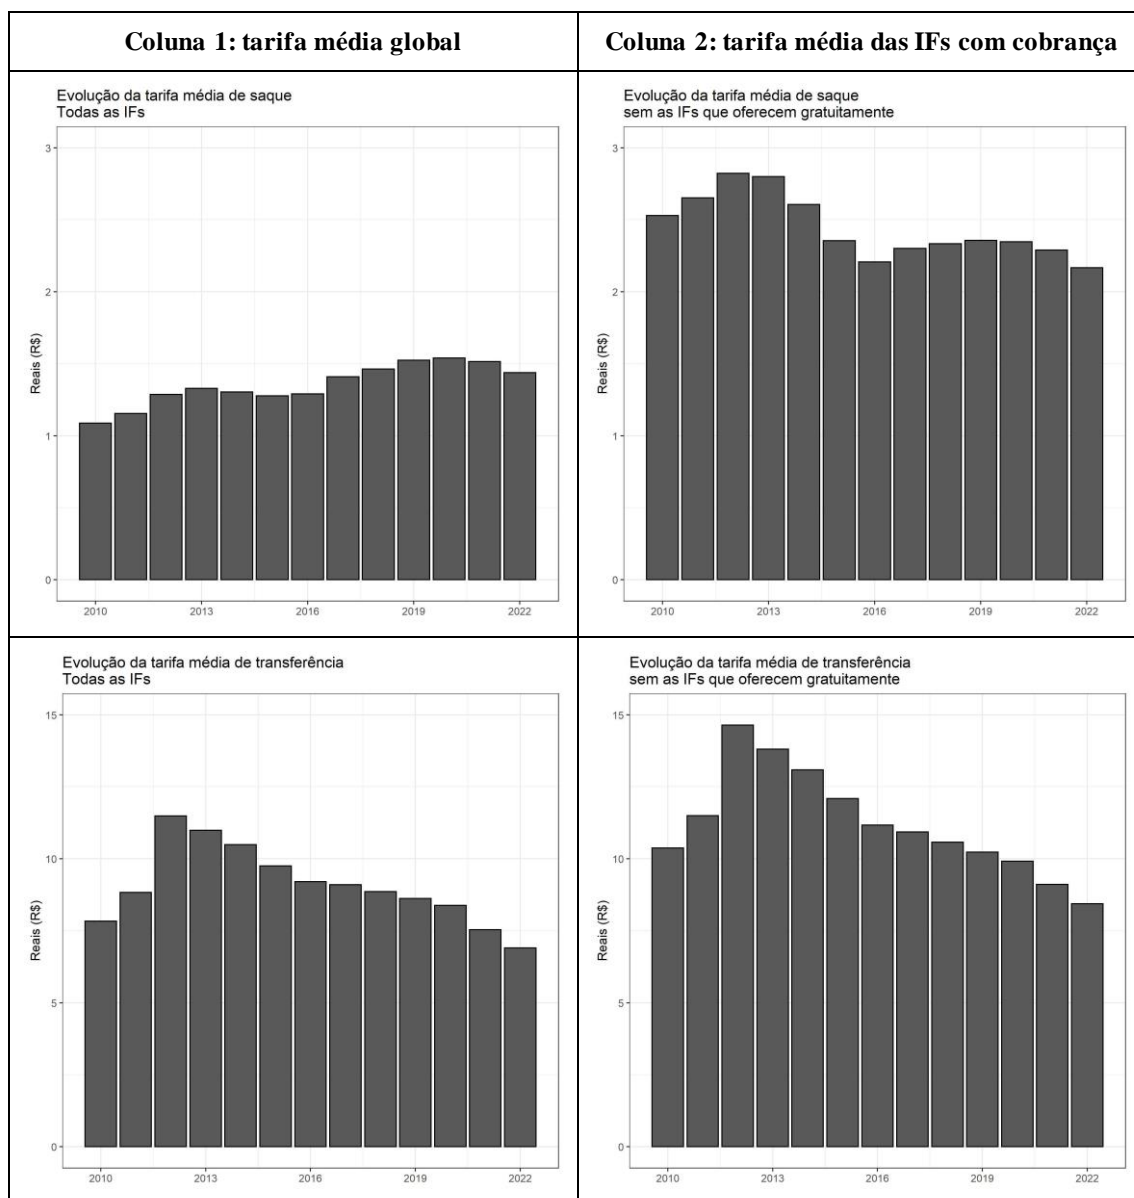 Coluna 1: tarifa média global
Coluna 2: tarifa média das IFs com cobrança
Evolução da tarifa média de saque
Todas as IFs
Reais (R$)
3
2
1
0
2010 2013 2016 2019 2022
Evolução da tarifa média de saque
sem as IFs que oferecem gratuitamente
Reais (R$)
3
2
1
0
2010 2013 2016 2019 2022
Evolução da tarifa média de transferência
Todas as IFs
Reais (R$)
15
10
5
0
2010 2013 2016 2019 2022
Evolução da tarifa média de transferência
sem as IFs que oferecem gratuitamente
Reais (R$)
15
10
5
0
2010 2013 2016 2019 2022